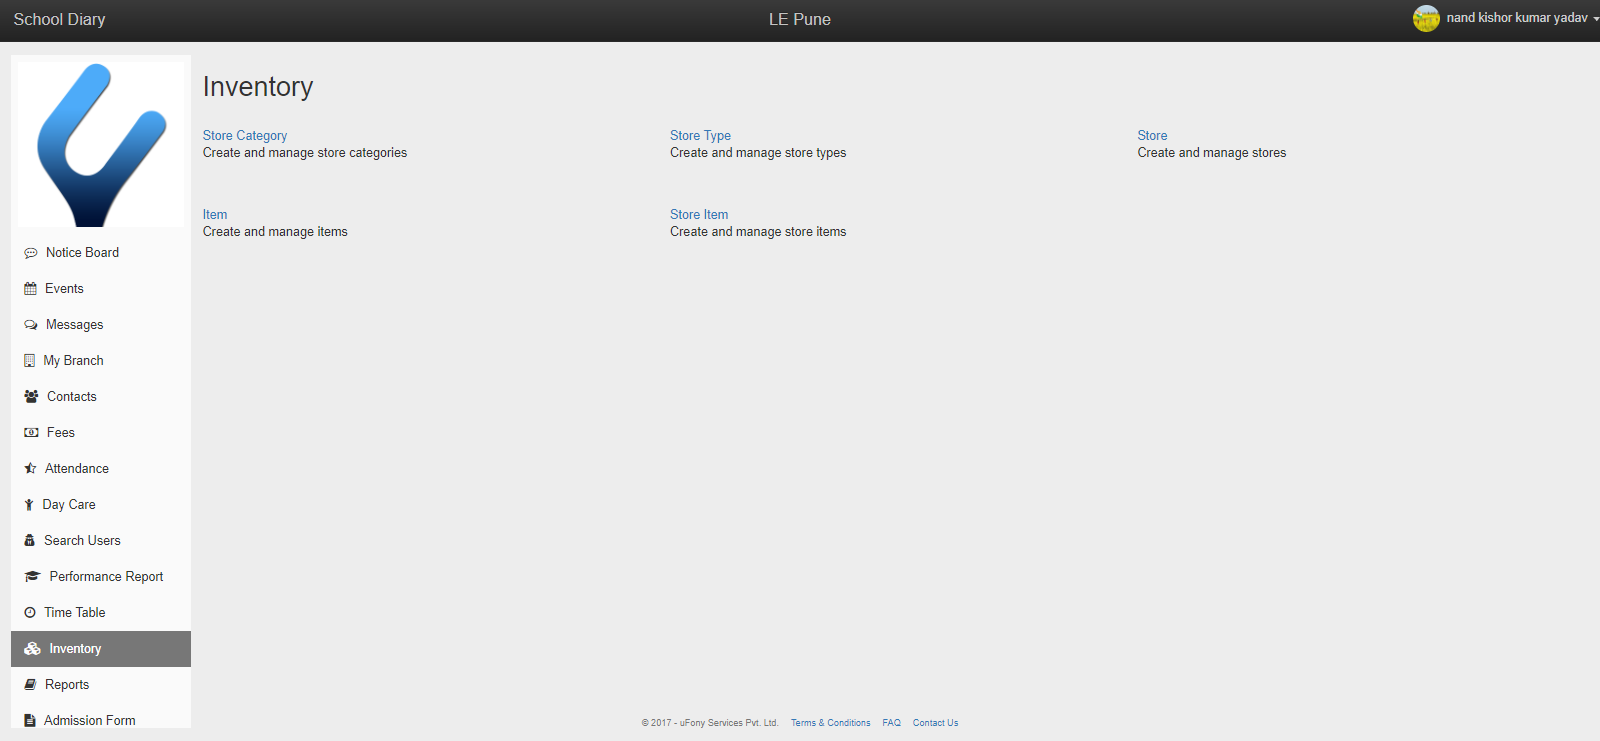 School Diary
LE Pune
nand kishor kumar yadav
Inventory
Store Category
Create and manage store categories
Store Type
Create and manage store types
Store
Create and manage stores
Item
Create and manage items
Store Item
Create and manage store items
Notice Board
Events
Messages
My Branch
Contacts
Fees
Attendance
Day Care
Search Users
Performance Report
Time Table
Inventory
Reports
Admission Form
© 2017 - uFony Services Pvt. Ltd. Terms & Conditions FAQ Contact Us